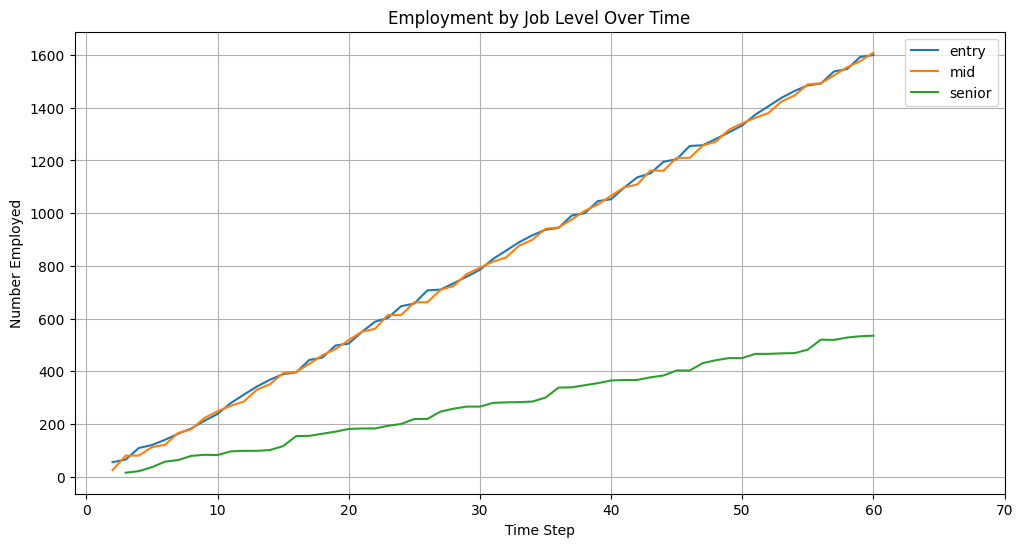 Employment by Job Level Over Time
entry
mid
senior
Number Employed
1600
1400
1200
1000
800
600
400
200
0
0 10 20 30 40 50 60 70
Time Step